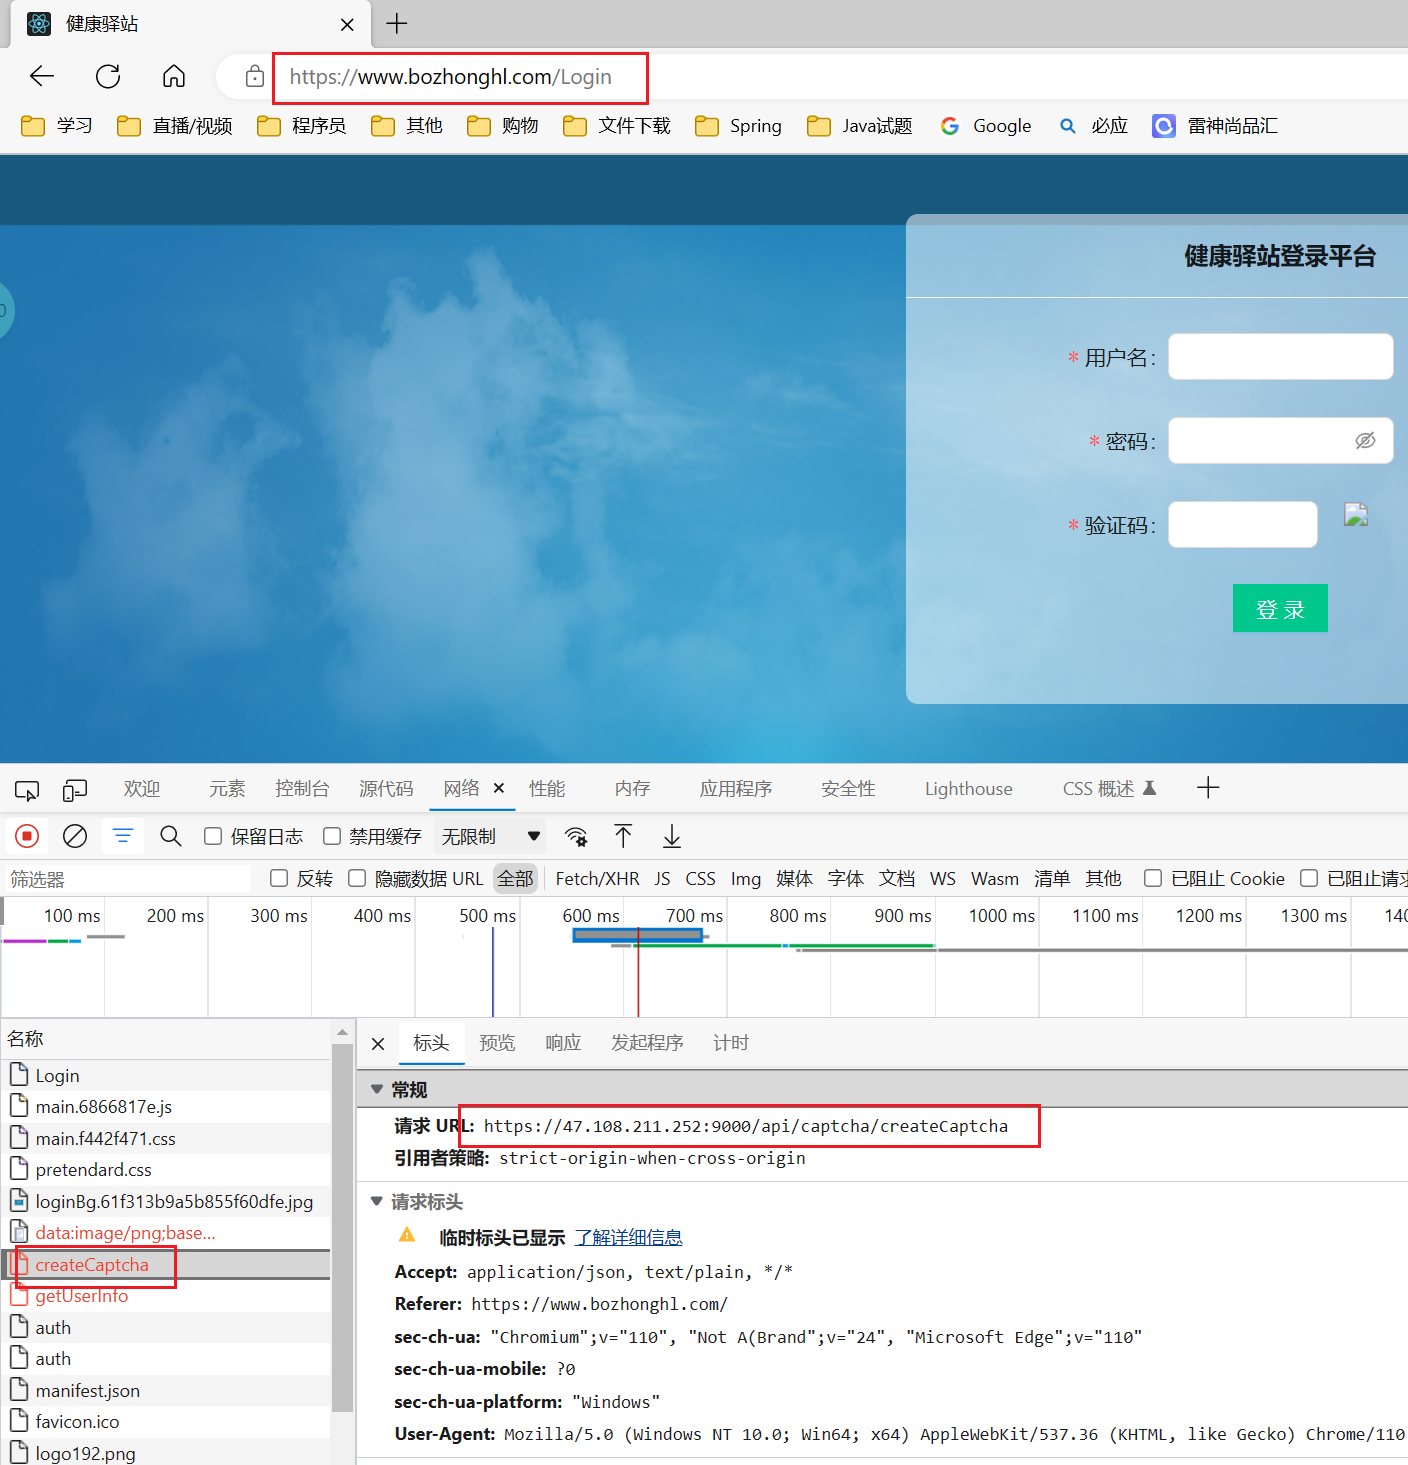 健康驿站
https://www.bozhonghl.com/Login
学习 直播/视频 程序员 其他 购物 文件下载 Spring Java试题 Google 必应 雷神尚品汇
健康驿站登录平台
* 用户名:
* 密码:
* 验证码:
登 录
欢迎 元素 控制台 源代码 网络 性能 内存 应用程序 安全性 Lighthouse CSS 概述
保留日志 禁用缓存 无限制
筛选器 反转 隐藏数据 URL 全部 Fetch/XHR JS CSS Img 媒体 字体 文档 WS Wasm 清单 其他 已阻止 Cookie 已阻止请求
100 ms 200 ms 300 ms 400 ms 500 ms 600 ms 700 ms 800 ms 900 ms 1000 ms 1100 ms 1200 ms 1300 ms 140
名称
Login
main.6866817e.js
main.f442f471.css
pretendard.css
loginBg.61f313b9a5b855f60dfe.jpg
data:image/png;base...
createCaptcha
getUserInfo
auth
auth
manifest.json
favicon.ico
logo192.png
标头 预览 响应 发起程序 计时
常规
请求 URL: https://47.108.211.252:9000/api/captcha/createCaptcha
引用者策略: strict-origin-when-cross-origin
请求标头
临时标头已显示 了解详细信息
Accept: application/json, text/plain, */*
Referer: https://www.bozhonghl.com/
sec-ch-ua: "Chromium";v="110", "Not A(Brand";v="24", "Microsoft Edge";v="110"
sec-ch-ua-mobile: ?0
sec-ch-ua-platform: "Windows"
User-Agent: Mozilla/5.0 (Windows NT 10.0; Win64; x64) AppleWebKit/537.36 (KHTML, like Gecko) Chrome/110